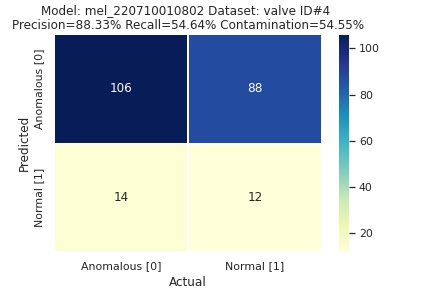 Model: mel_220710010802 Dataset: valve ID#4
Precision=88.33% Recall=54.64% Contamination=54.55%
Predicted
Anomalous [0]
Normal [1]
106
88
14
12
100
80
60
40
20
Anomalous [0]
Normal [1]
Actual